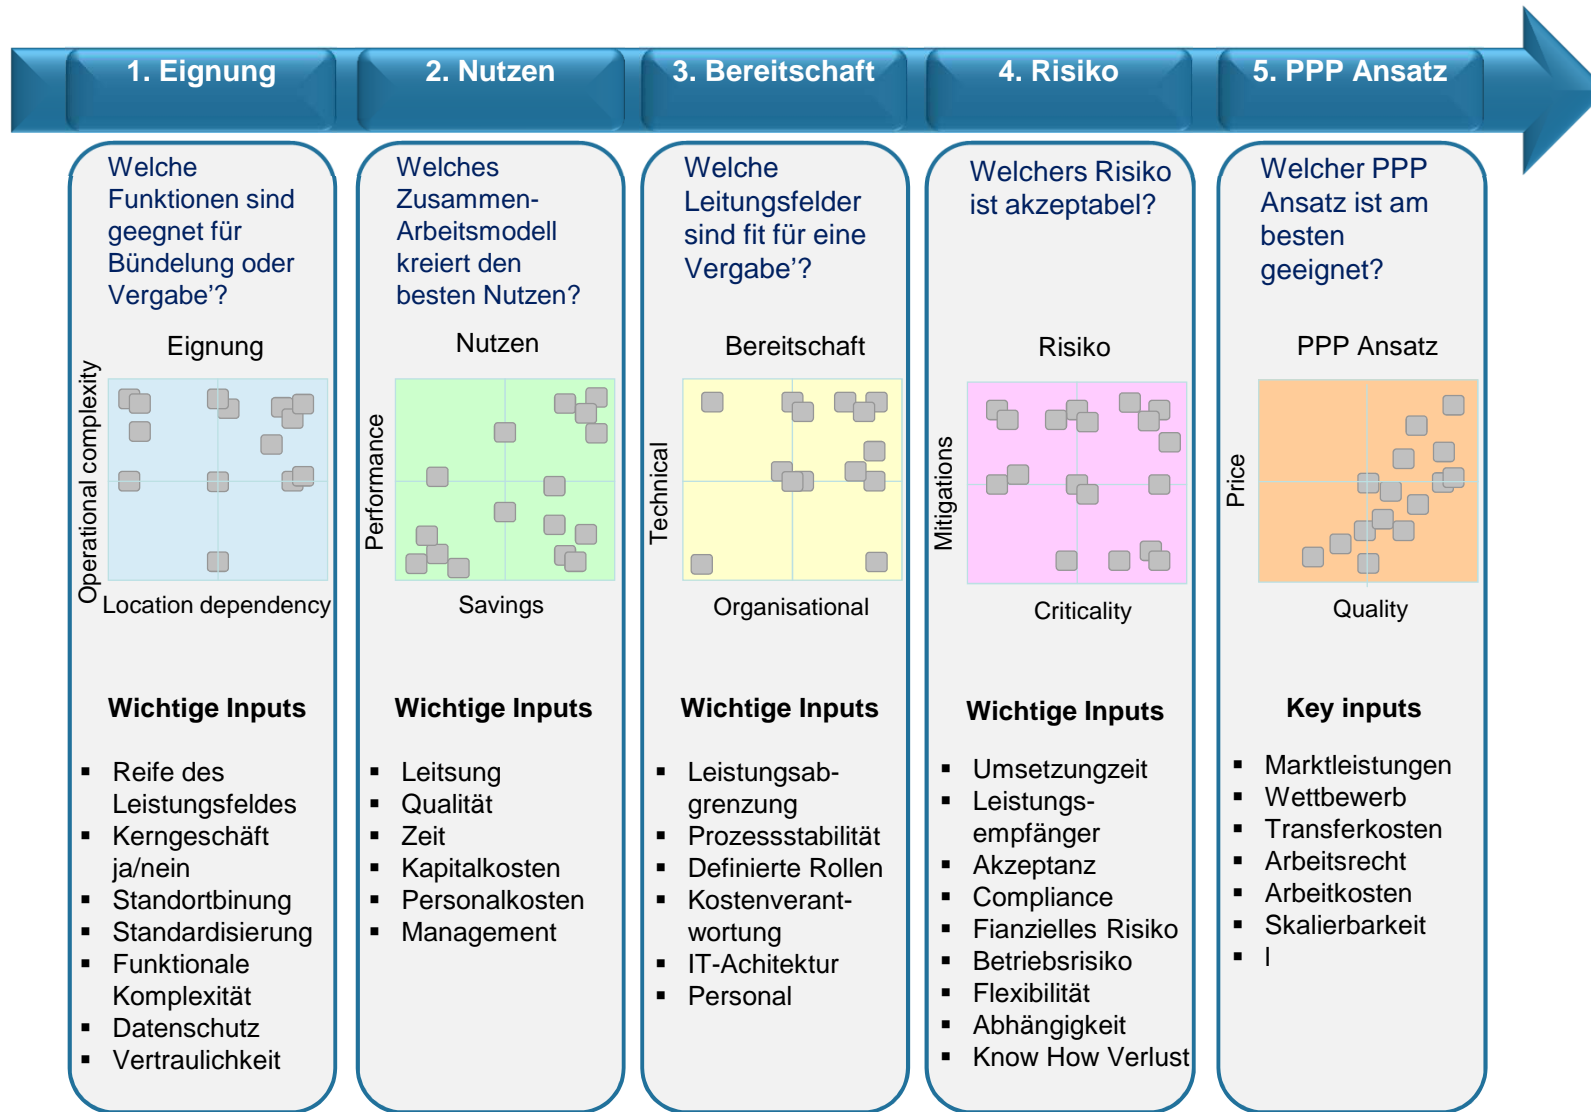 1. Eignung
2. Nutzen
3. Bereitschaft
4. Risiko
5. PPP Ansatz
Welche
Funktionen sind
geegnet für
Bündelung oder
Vergabe’?
Eignung
Operational complexity
Location dependency
Wichtige Inputs
▪ Reife des
Leistungsfeldes
▪ Kerngeschäft
ja/nein
▪ Standortbinung
▪ Standardisierung
▪ Funktionale
Komplexität
▪ Datenschutz
▪ Vertraulichkeit
Welches
Zusammen-
Arbeitsmodell
kreiert den
besten Nutzen?
Nutzen
Performance
Savings
Wichtige Inputs
▪ Leitsung
▪ Qualität
▪ Zeit
▪ Kapitalkosten
▪ Personalkosten
▪ Management
Welche
Leitungsfelder
sind fit für eine
Vergabe’?
Bereitschaft
Technical
Organisational
Wichtige Inputs
▪ Leistungsab-
grenzung
▪ Prozessstabilität
▪ Definierte Rollen
▪ Kostenverant-
wortung
▪ IT-Achitektur
▪ Personal
Welchers Risiko
ist akzeptabel?
Risiko
Mitigations
Criticality
Wichtige Inputs
▪ Umsetzungzeit
▪ Leistungs-
empfänger
▪ Akzeptanz
▪ Compliance
▪ Fianzielles Risiko
▪ Betriebsrisiko
▪ Flexibilität
▪ Abhängigkeit
▪ Know How Verlust
Welcher PPP
Ansatz ist am
besten
geeignet?
PPP Ansatz
Price
Quality
Key inputs
▪ Marktleistungen
▪ Wettbewerb
▪ Transferkosten
▪ Arbeitsrecht
▪ Arbeitkosten
▪ Skalierbarkeit
▪ l